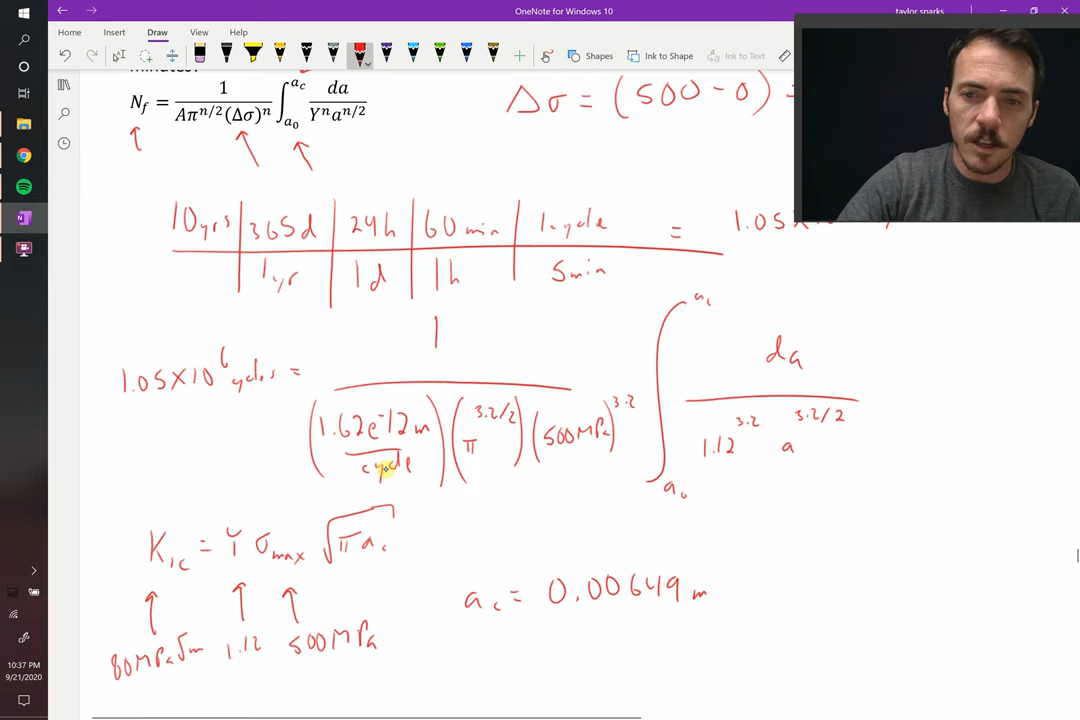 OneNote for Windows 10
taylor sparks
Home Insert Draw View Help
Shapes Ink to Shape Ink to Text
minutes?
N_f = 1 / Aπ^{n/2}(Δσ)^n ∫_{a_0}^{a_c} da / Y^n a^{n/2}
Δσ = (500 - 0) =
10 yrs | 365 d | 24 h | 60 min | 1 cycle = 1.05 x
1 yr | 1 d | 1 h | 5 min
1.05 X 10^6 cycles = 1 / (1.62e-12 m / cycle) (π^{3.2/2}) (500 MPa)^{3.2} ∫_{a_0}^{a_c} da / 1.12^{3.2} a^{3.2/2}
K_{IC} = Y σ_{max} √π a_c
80 MPa√m 1.12 500 MPa
a_c = 0.00649 m
10:37 PM
9/21/2020